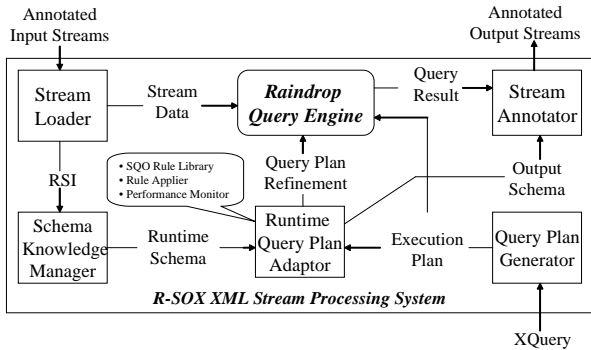 Annotated
Input Streams
Annotated
Output Streams
Stream
Loader
Stream
Data
Raindrop
Query Engine
Query
Result
Stream
Annotator
RSI
• SQO Rule Library
• Rule Applier
• Performance Monitor
Query Plan
Refinement
Output
Schema
Schema
Knowledge
Manager
Runtime
Schema
Runtime
Query Plan
Adaptor
Execution
Plan
Query Plan
Generator
R-SOX XML Stream Processing System
XQuery